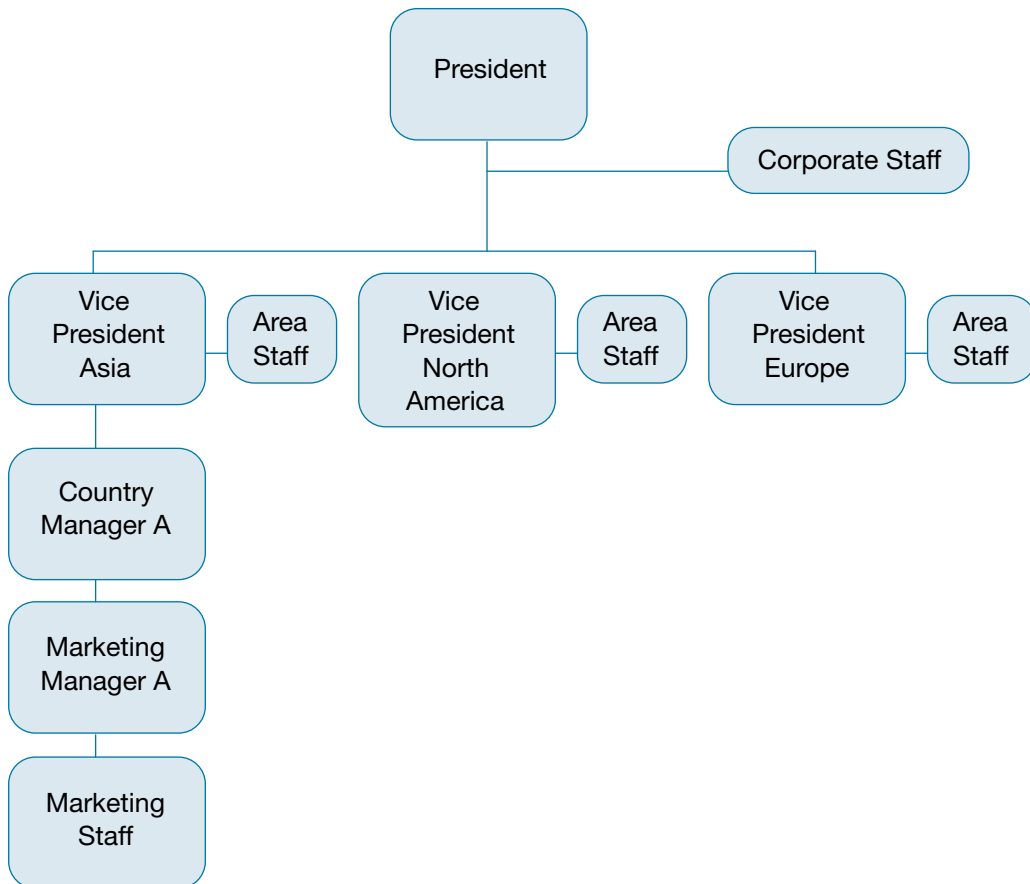 President
Corporate Staff
Vice
President
Asia
Area
Staff
Vice
President
North
America
Area
Staff
Vice
President
Europe
Area
Staff
Country
Manager A
Marketing
Manager A
Marketing
Staff